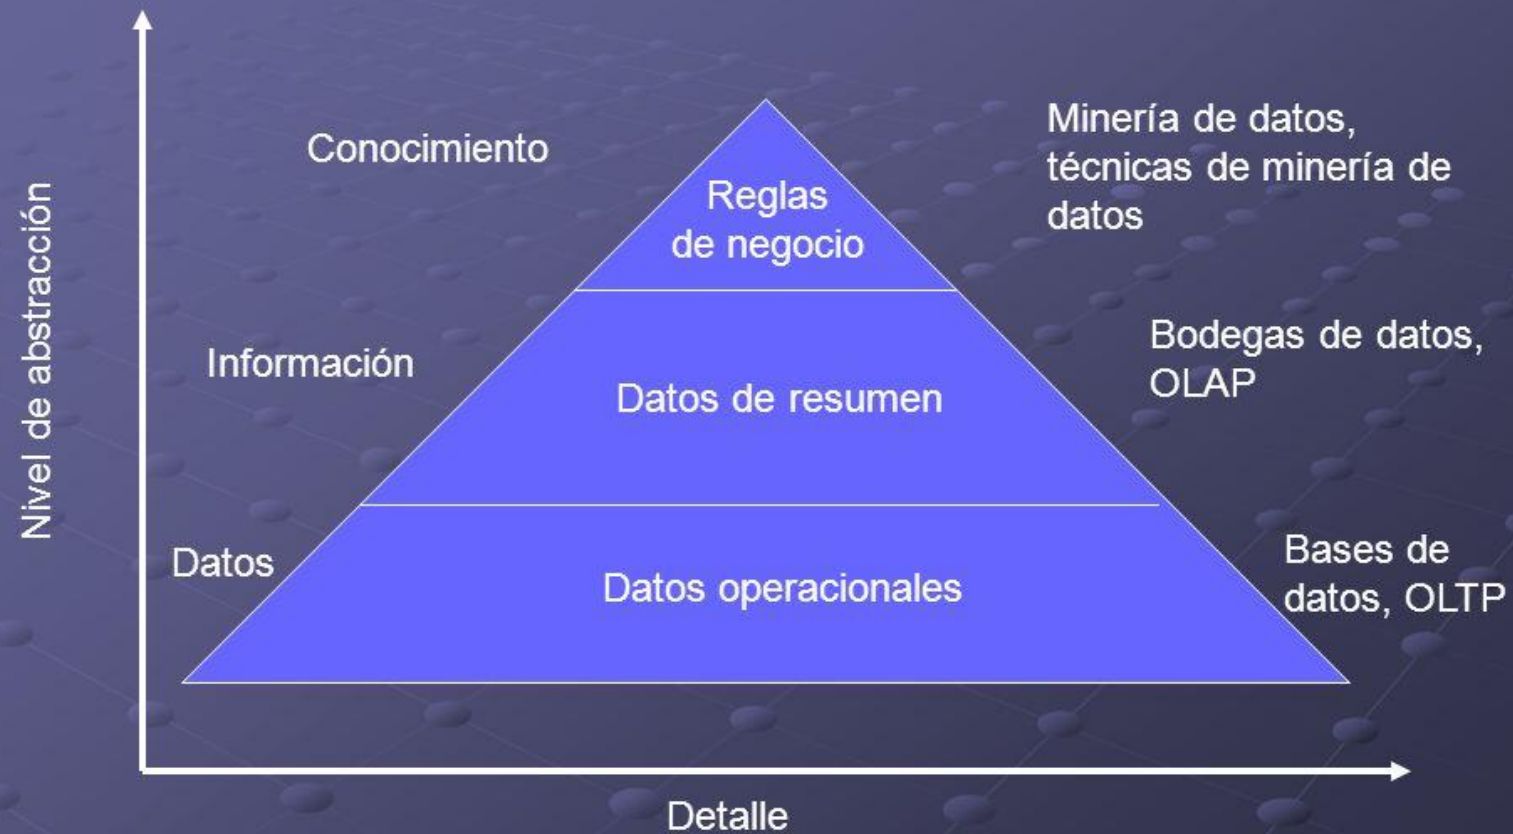 Nivel de abstracción
Conocimiento
Reglas
de negocio
Minería de datos,
técnicas de minería de
datos
Información
Datos de resumen
Bodegas de datos,
OLAP
Datos
Datos operacionales
Bases de
datos, OLTP
Detalle